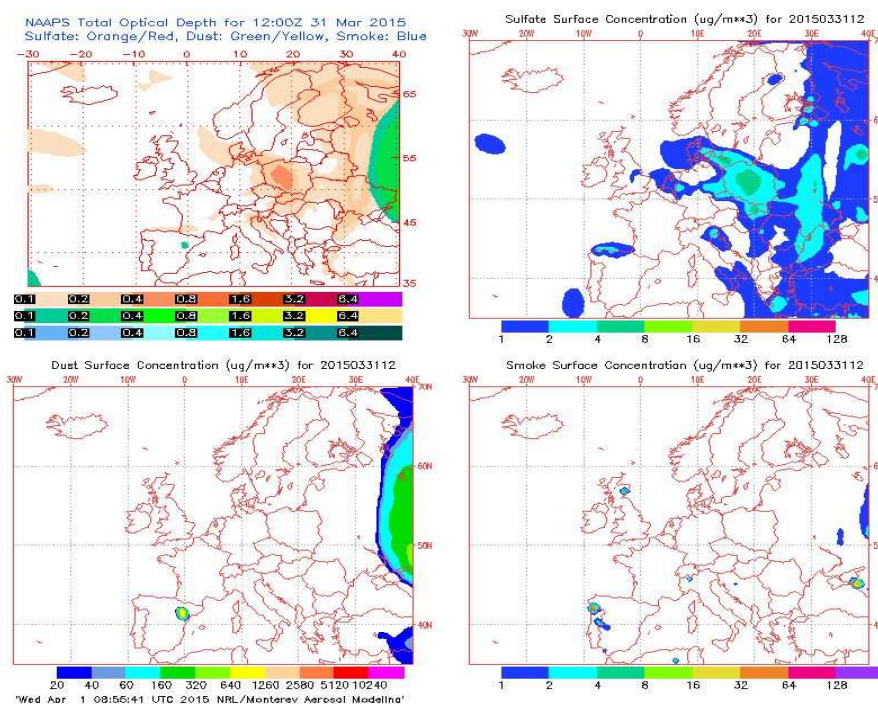 NAAPS Total Optical Depth for 12:00Z 31 Mar 2015
Sulfate: Orange/Red, Dust: Green/Yellow, Smoke: Blue
-30 -20 -10 0 10 20 30 40
65
55
45
35
0.1 0.2 0.4 0.8 1.6 3.2 6.4
0.1 0.2 0.4 0.8 1.6 3.2 6.4
0.1 0.2 0.4 0.8 1.6 3.2 6.4
Sulfate Surface Concentration (ug/m**3) for 2015033112
30W 20W 10W 0 10E 20E 30E
60
50
40
1 2 4 8 16 32 64 128
Dust Surface Concentration (ug/m**3) for 2015033112
30W 20W 10W 0 10E 20E 30E
70N
60N
50N
40N
20 40 60 160 320 640 1260 2580 5120 10240
'Wed Apr 1 08:55:41 UTC 2015 NRL/Monterey Aerosol Modeling'
Smoke Surface Concentration (ug/m**3) for 2015033112
30W 20W 10W 0 10E 20E 30E
1 2 4 8 16 32 64 128